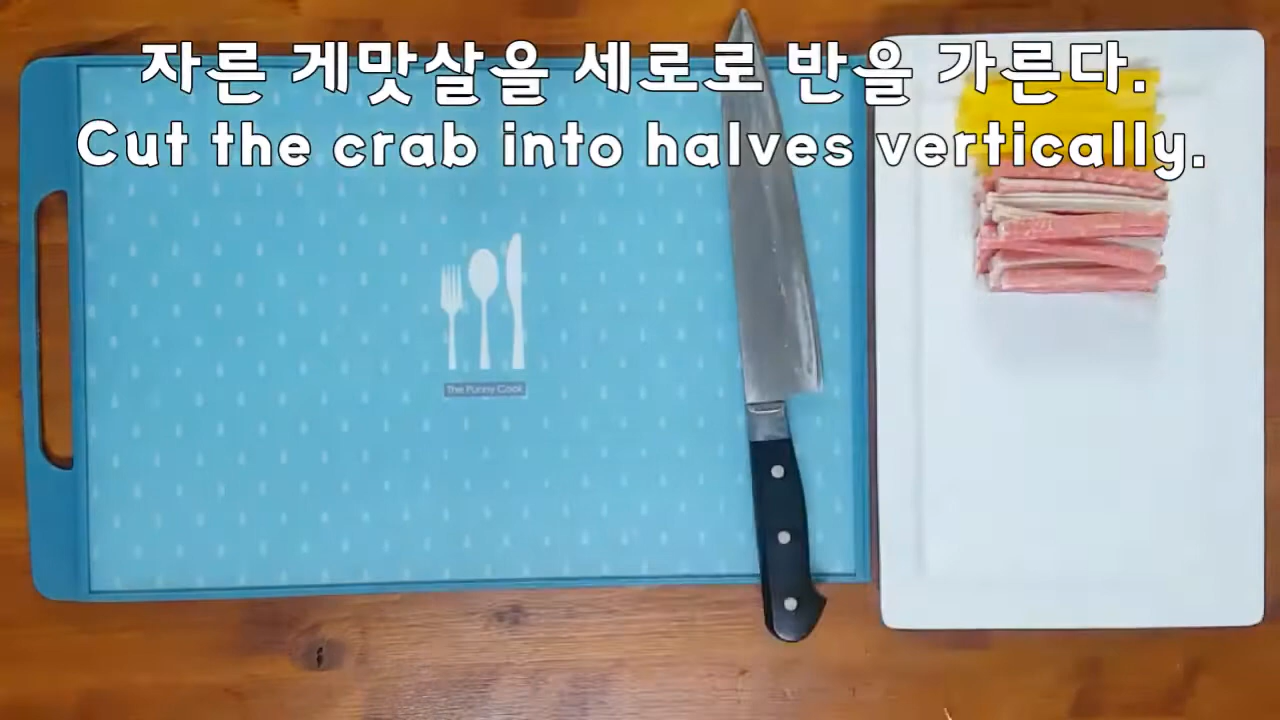 자른 게맛살을 세로로 반을 가른다.
Cut the crab into halves vertically.
The Punny Cook